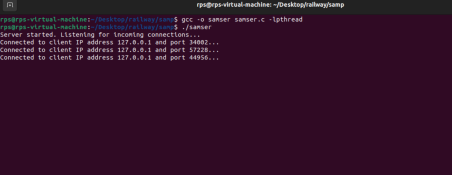 rps@rps-virtual-machine: ~/Desktop/railway/samp
rps@rps-virtual-machine:~/Desktop/railway/samp$ gcc -o samser samser.c -lpthread
rps@rps-virtual-machine:~/Desktop/railway/samp$ ./samser
Server started. Listening for incoming connections...
Connected to client IP address 127.0.0.1 and port 34002...
Connected to client IP address 127.0.0.1 and port 57228...
Connected to client IP address 127.0.0.1 and port 44956...